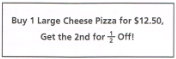 Buy 1 Large Cheese Pizza for $12.50,
Get the 2nd for 1/2 Off!